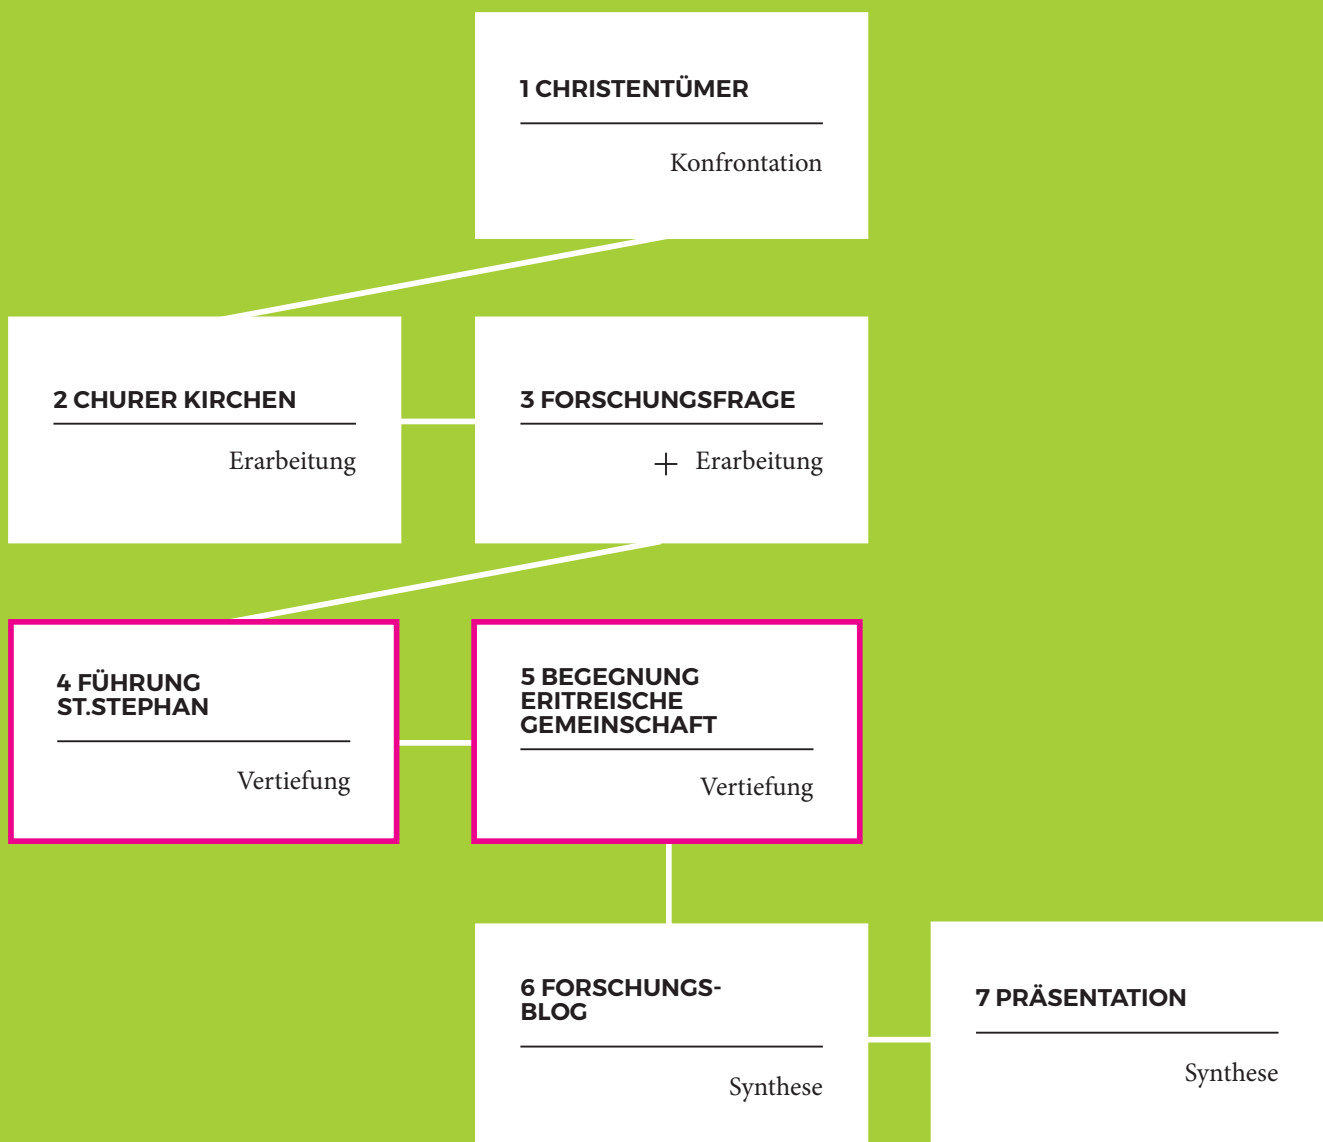 1 CHRISTENTÜMER
Konfrontation
2 CHURER KIRCHEN
Erarbeitung
3 FORSCHUNGSFRAGE
+ Erarbeitung
4 FÜHRUNG
ST.STEPHAN
Vertiefung
5 BEGEGNUNG
ERITREISCHE
GEMEINSCHAFT
Vertiefung
6 FORSCHUNGS-
BLOG
Synthese
7 PRÄSENTATION
Synthese